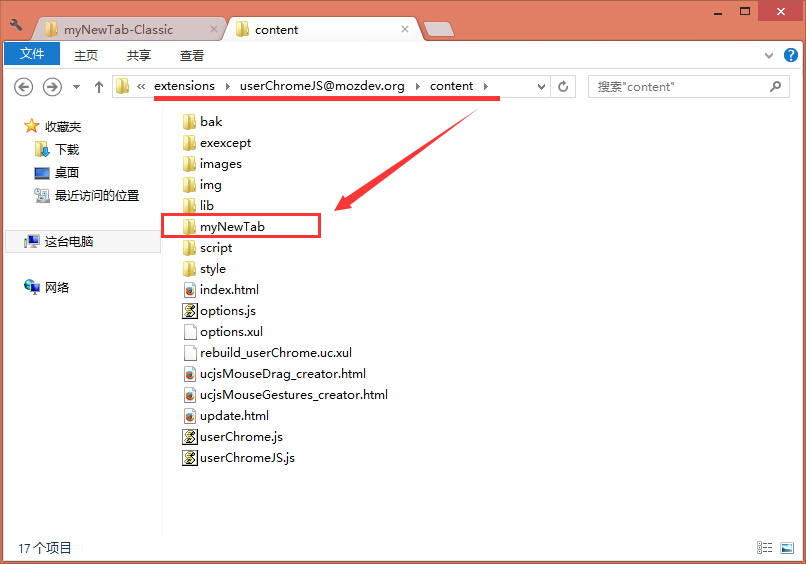 myNewTab-Classic
content
文件 主页 共享 查看
« extensions userChromeJS@mozdev.org content
搜索"content"
收藏夹
下载
桌面
最近访问的位置
这台电脑
网络
bak
exexcept
images
img
lib
myNewTab
script
style
index.html
options.js
options.xul
rebuild_userChrome.uc.xul
ucjsMouseDrag_creator.html
ucjsMouseGestures_creator.html
update.html
userChrome.js
userChromeJS.js
17 个项目